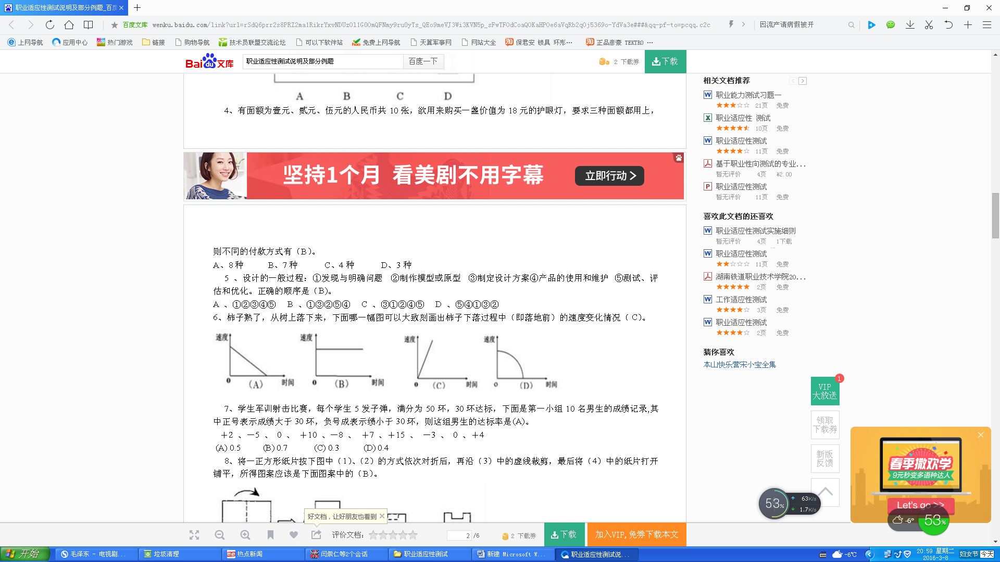 职业适应性测试说明及部分例题_百度
百度文库 wenku.baidu.com/link?url=rSdQ6prr2s8PRZ2ma1RikrYxvNDUzOl1G0OmQFNmy9ruOyTs_QEo9meVJ3Wi3KVN5p_sFwTFOdCoaQOKaHPOe6aVqRb2qOj5369o-YdVa3e###&qq-pf-to=pcqq.c2c
因流产请病假被开
上网导航 应用中心 热门游戏 链接 购物导航 技术员联盟交流论坛 可以下软件站 免费上网导航 天翼军事网 网站大全 保君安 锁具 环形… 正品彦豪 TEKTRO …
Baidu文库 职业适应性测试说明及部分例题 百度一下 2 下载券 下载
A B C D
4、有面额为壹元、贰元、伍元的人民币共 10 张，欲用来购买一盏价值为 18 元的护眼灯，要求三种面额都用上，
坚持1个月 看美剧不用字幕 立即行动 >
则不同的付款方式有（B）。
A、8 种 B、7 种 C、4 种 D、3 种
5 、设计的一般过程：①发现与明确问题 ②制作模型或原型 ③制定设计方案④产品的使用和维护 ⑤测试、评
估和优化。正确的顺序是（B）。
A 、①②③④⑤ B 、①③②⑤④ C 、③①②④⑤ D 、⑤④①③②
6、柿子熟了，从树上落下来，下面哪一幅图可以大致刻画出柿子下落过程中（即落地前）的速度变化情况（ C）。
速度 速度 速度 速度
0 （A） 时间 0 （B） 时间 0 （C） 时间 0 （D） 时间
7、学生军训射击比赛，每个学生 5 发子弹，满分为 50 环，30 环达标，下面是第一小组 10 名男生的成绩记录,其
中正号表示成绩大于 30 环，负号成表示绩小于 30 环，则这组男生的达标率是(A)。
＋2 、－5 、 0 、 ＋10 、－8 、 ＋7 、＋15 、 －3 、 0 、＋4
(A) 0.5 (B) 0.7 (C) 0.3 (D) 0.4
8、将一正方形纸片按下图中（1）、（2）的方式依次对折后，再沿（3）中的虚线裁剪，最后将（4）中的纸片打开
铺平，所得图案应该是下面图案中的（B）。
好文档，让好朋友也看到
评价文档： 2 /6 2 下载券 下载 加入VIP, 免券下载本文
相关文档推荐
职业能力测试习题一
21页 免费
职业适应性 测试
10页 免费
职业适应性测试
11页 免费
基于职业性向测试的专业...
暂无评价 4页 ¥2.00
职业适应性测试
暂无评价 11页 免费
喜欢此文档的还喜欢
职业适应性测试实施细则
暂无评价 4页 1下载
职业适应性测试
11页 免费
湖南铁道职业技术学院20...
2页 免费
工作适应性测试
3页 免费
职业适应性测试
2页 免费
猜你喜欢
本山快乐营宋小宝全集
VIP
大放送
1
领取
下载券
新版
反馈
春季撒欢学
9元秒变多语种达人
Let's go >>
53% 63K/s
1.7K/s
-6° 53%
开始 毛泽东 - 电视剧... 垃圾清理 热点新闻 闫崇仁等2个会话 职业适应性测试 新建 Microsoft W... 职业适应性测试说... -6℃
20:59 星期二
2016-3-8
妇女节 今天